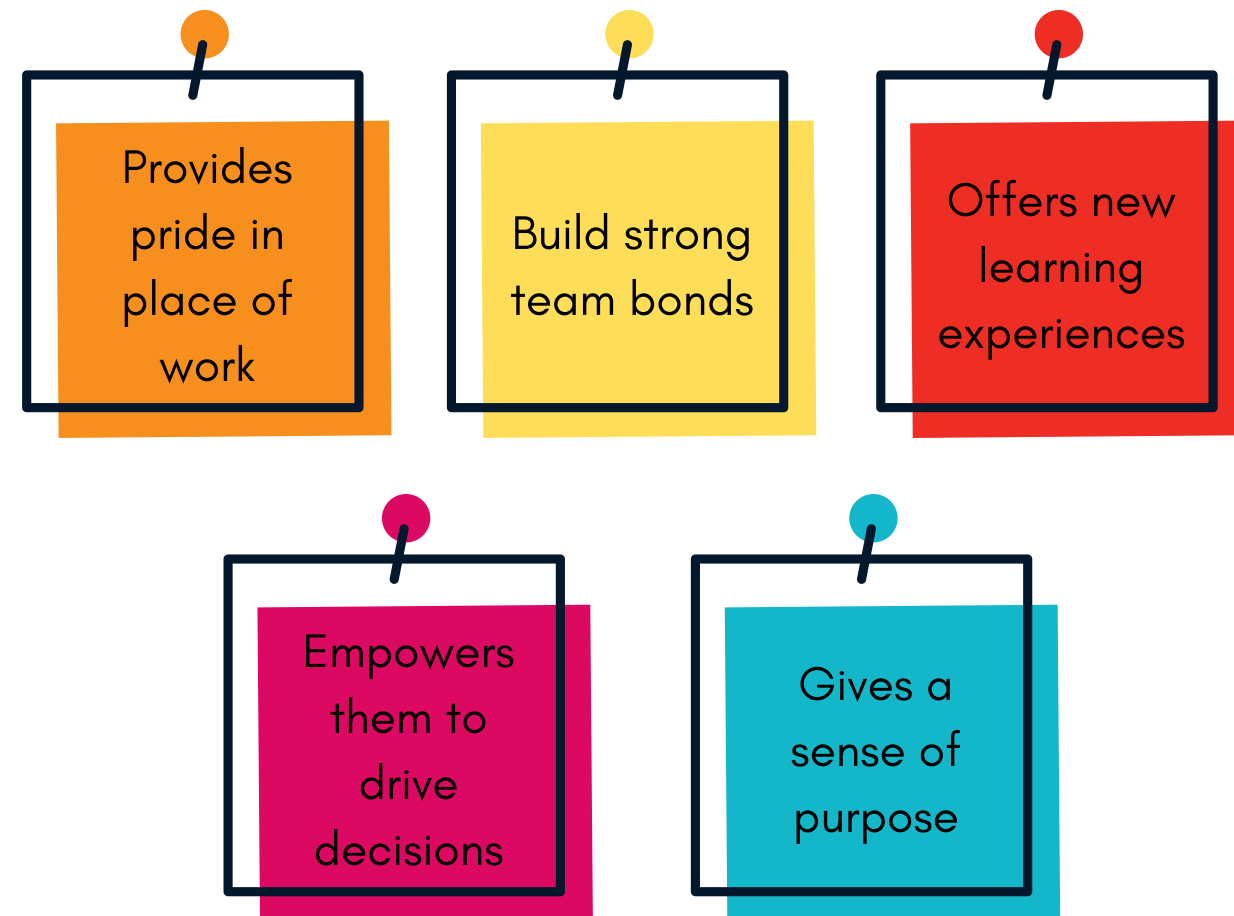 Provides
pride in
place of
work
Build strong
team bonds
Offers new
learning
experiences
Empowers
them to
drive
decisions
Gives a
sense of
purpose